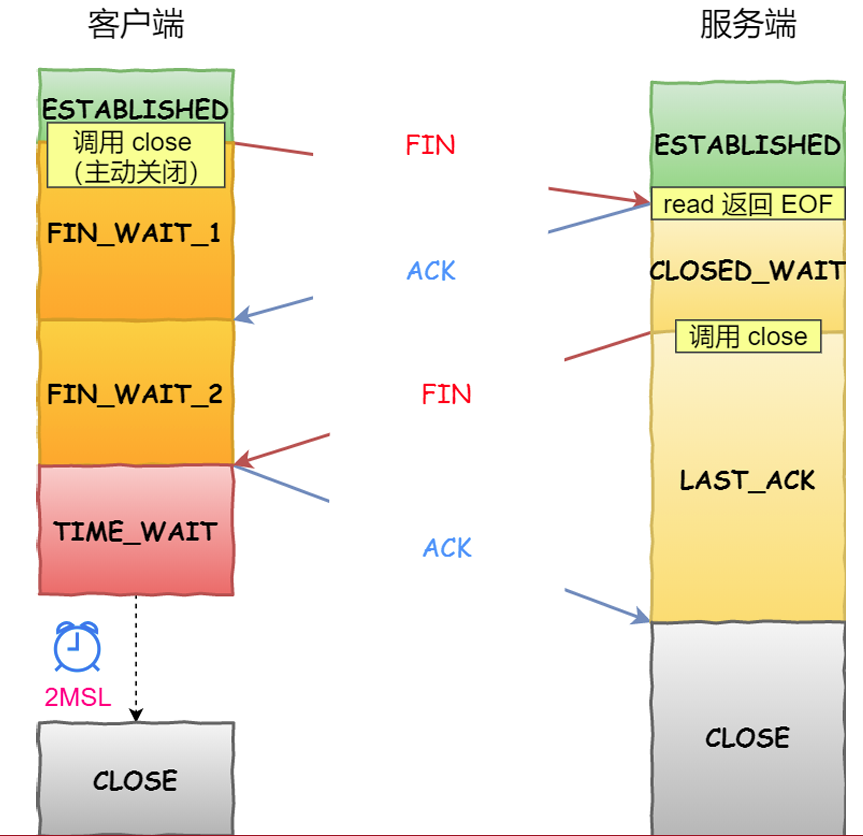 客户端
服务端
ESTABLISHED
调用 close
（主动关闭）
FIN
ESTABLISHED
read 返回 EOF
FIN_WAIT_1
ACK
CLOSED_WAIT
调用 close
FIN_WAIT_2
FIN
LAST_ACK
TIME_WAIT
ACK
2MSL
CLOSE
CLOSE